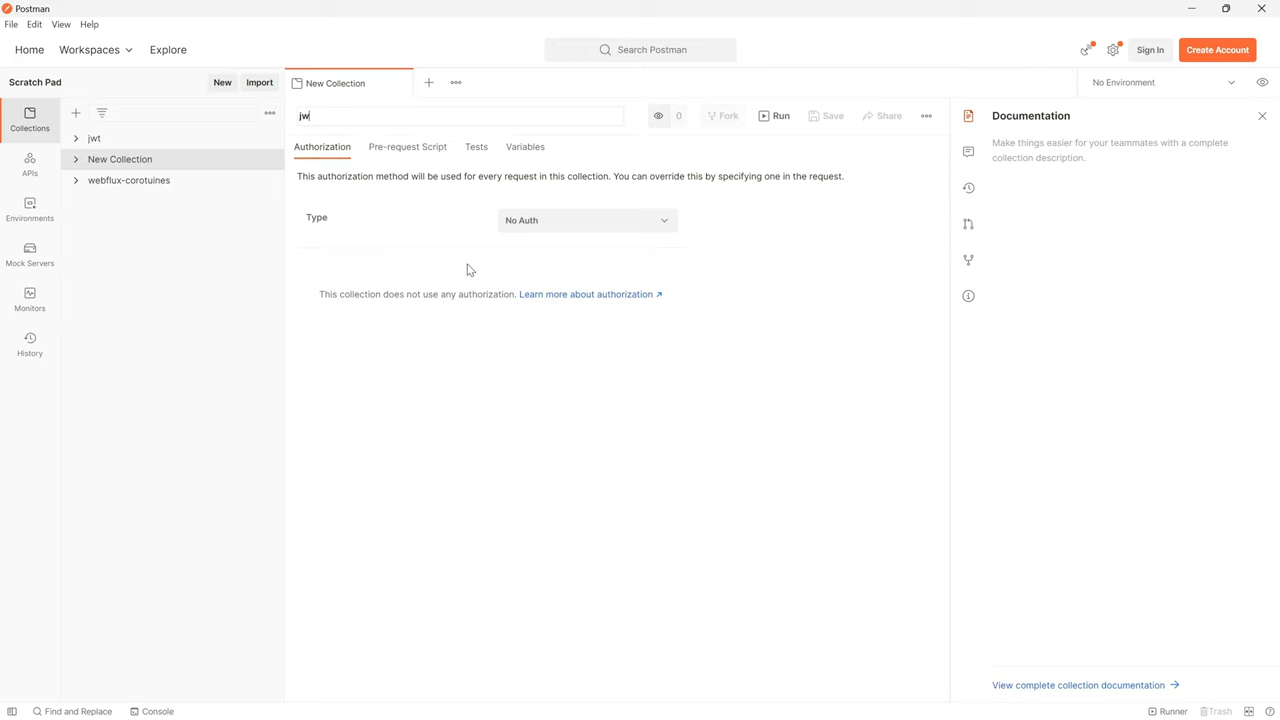 Postman
File Edit View Help
Home Workspaces Explore Search Postman Sign In Create Account
Scratch Pad New Import New Collection No Environment
jw 0 Fork Run Save Share Documentation
Collections
jwt
New Collection
webflux-corotuines
Authorization Pre-request Script Tests Variables
Make things easier for your teammates with a complete
collection description.
This authorization method will be used for every request in this collection. You can override this by specifying one in the request.
APIs
Type No Auth
Environments
Mock Servers
This collection does not use any authorization. Learn more about authorization ↗
Monitors
History
View complete collection documentation →
Find and Replace Console Runner Trash